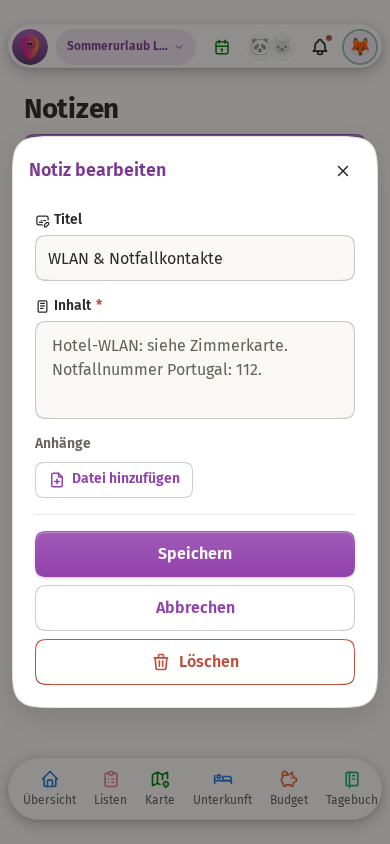 Sommerurlaub L...
Notizen
Notiz bearbeiten
Titel
WLAN & Notfallkontakte
Inhalt *
Hotel-WLAN: siehe Zimmerkarte.
Notfallnummer Portugal: 112.
Anhänge
Datei hinzufügen
Speichern
Abbrechen
Löschen
Übersicht Listen Karte Unterkunft Budget Tagebuch